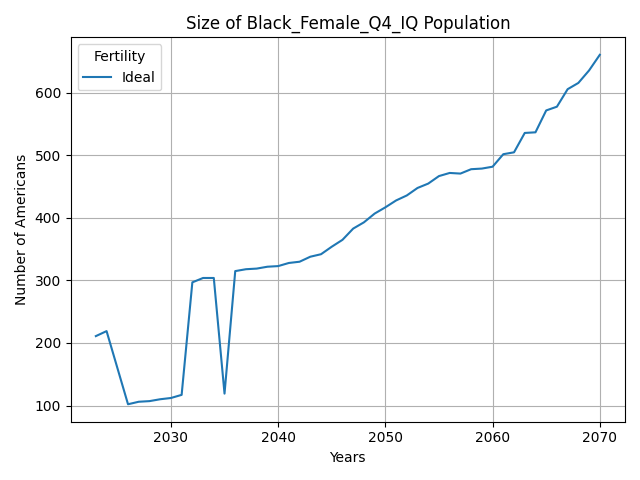 Size of Black_Female_Q4_IQ Population
Fertility
Ideal
Number of Americans
600
500
400
300
200
100
2030 2040 2050 2060 2070
Years